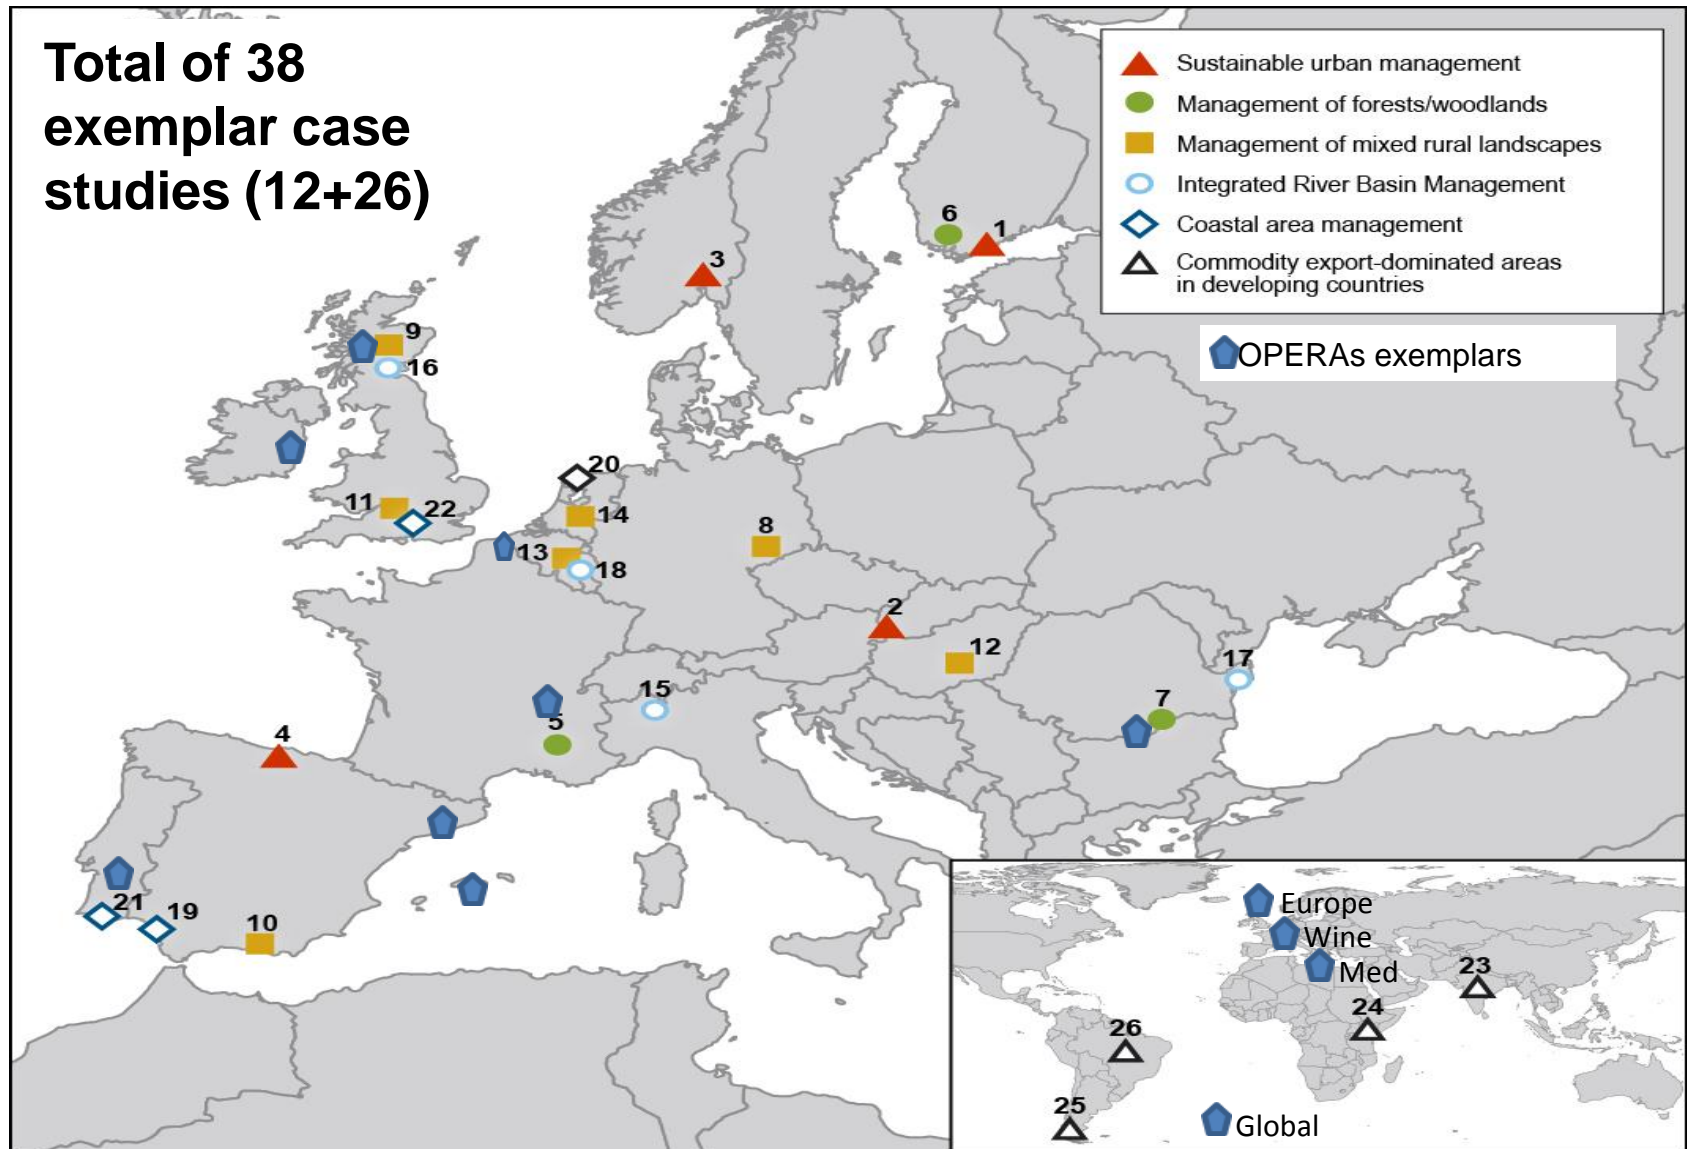 Total of 38
exemplar case
studies (12+26)
Sustainable urban management
Management of forests/woodlands
Management of mixed rural landscapes
Integrated River Basin Management
Coastal area management
Commodity export-dominated areas
in developing countries
OPERAs exemplars
6
1
3
9
16
20
11
22
14
8
13
18
2
12
17
15
7
5
4
21
19
10
Europe
Wine
Med
23
24
26
25
Global